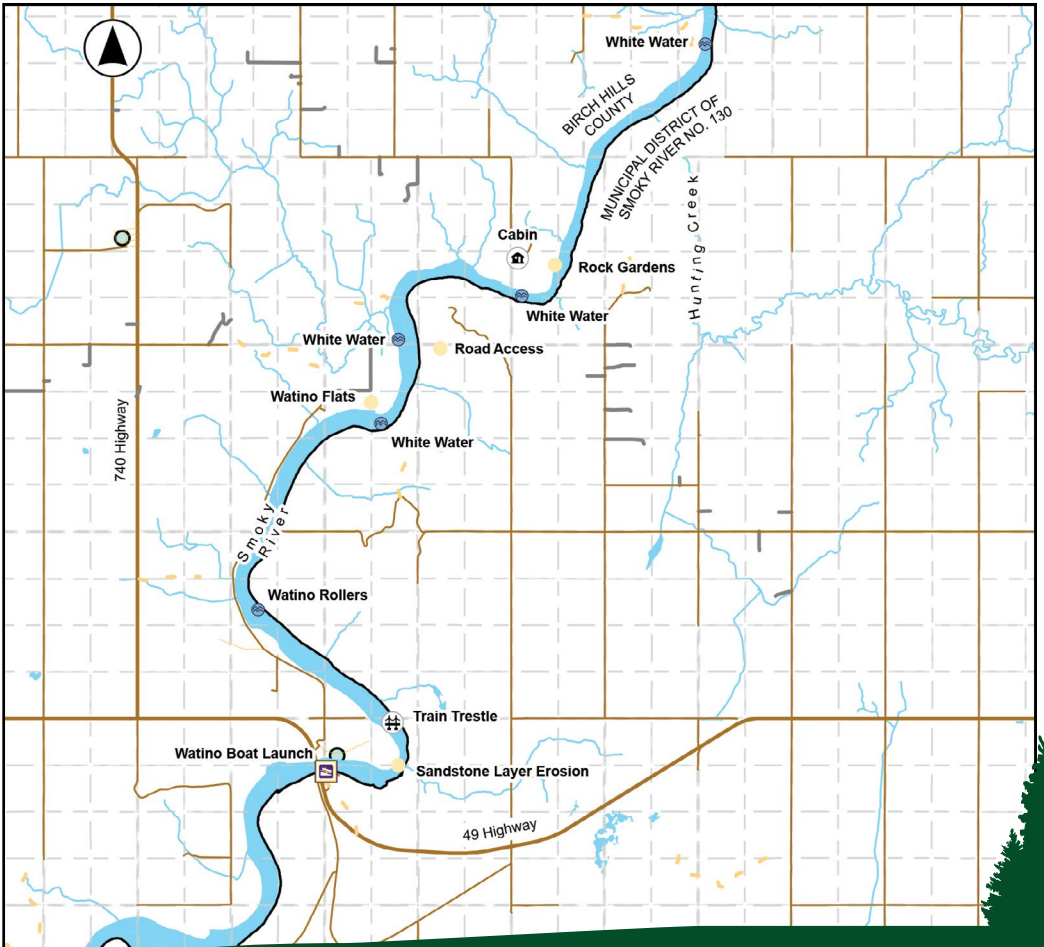 White Water
BIRCH HILLS
COUNTY
MUNICIPAL DISTRICT OF
SMOKY RIVER NO. 130
Hunting Creek
Cabin
Rock Gardens
White Water
White Water
Road Access
Watino Flats
740 Highway
White Water
Smoky
River
Watino Rollers
Train Trestle
Watino Boat Launch
Sandstone Layer Erosion
49 Highway